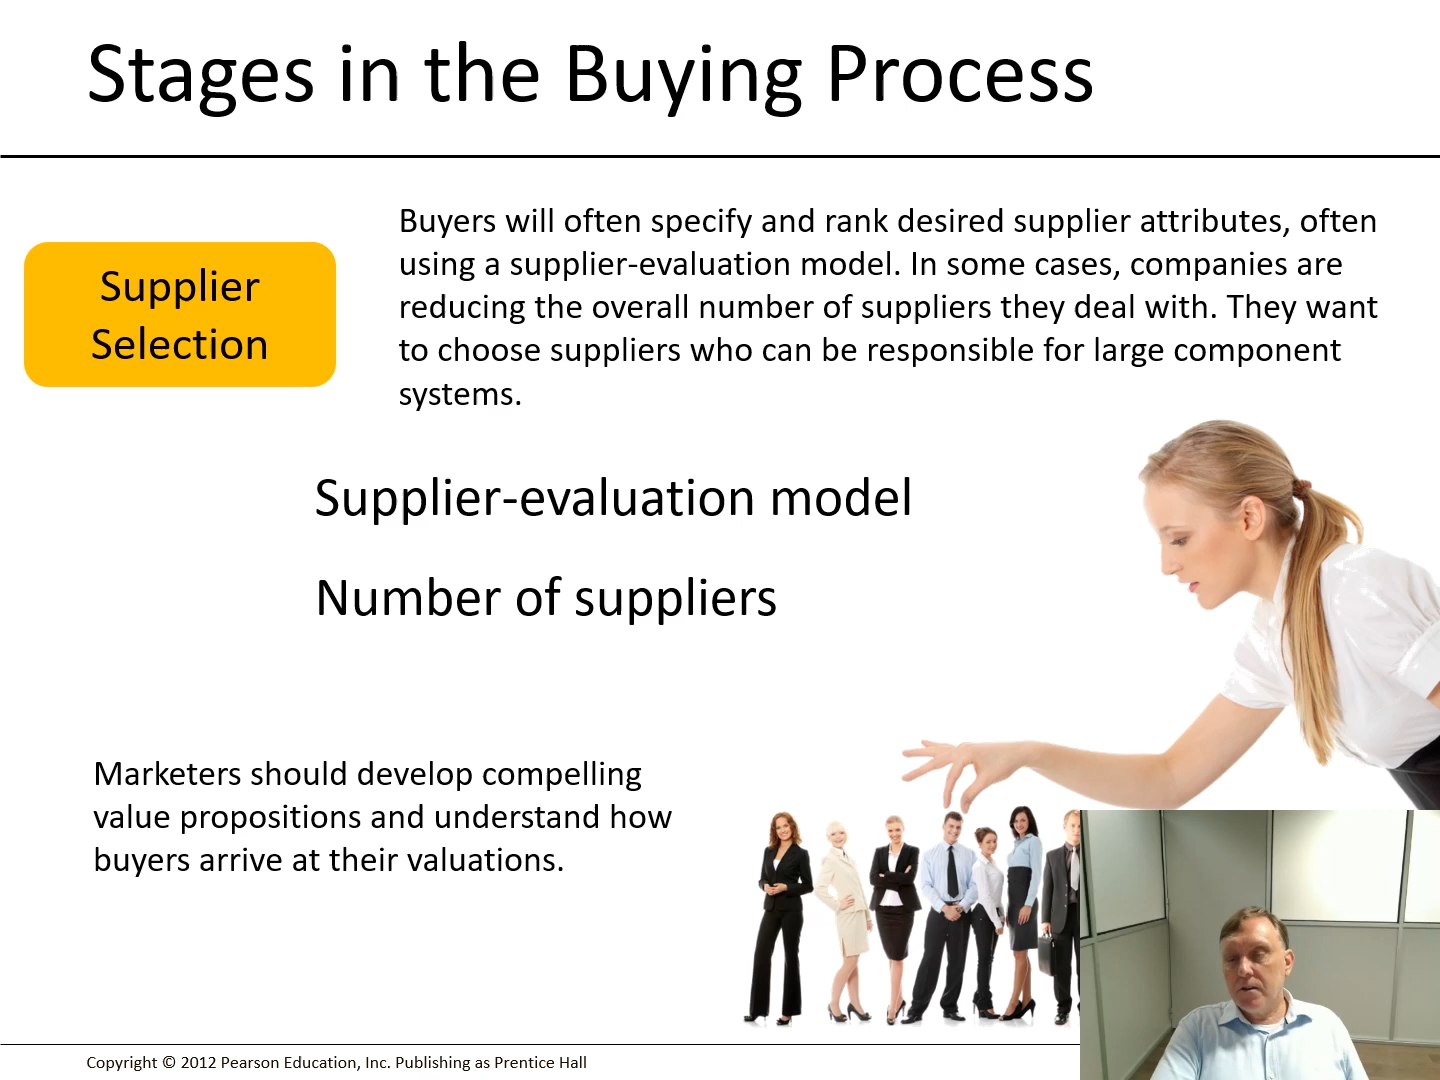 Stages in the Buying Process
Supplier
Selection
Buyers will often specify and rank desired supplier attributes, often
using a supplier-evaluation model. In some cases, companies are
reducing the overall number of suppliers they deal with. They want
to choose suppliers who can be responsible for large component
systems.
Supplier-evaluation model
Number of suppliers
Marketers should develop compelling
value propositions and understand how
buyers arrive at their valuations.
Copyright © 2012 Pearson Education, Inc. Publishing as Prentice Hall